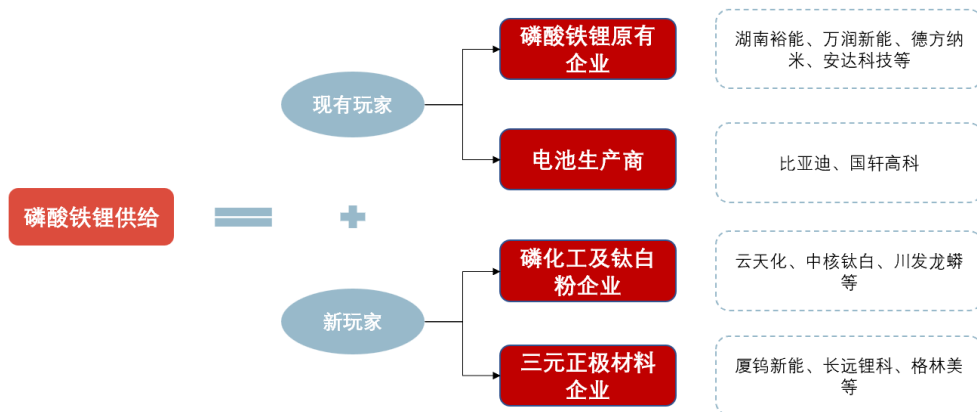 磷酸铁锂供给
现有玩家
磷酸铁锂原有
企业
湖南裕能、万润新能、德方纳
米、安达科技等
电池生产商
比亚迪、国轩高科
新玩家
磷化工及钛白
粉企业
云天化、中核钛白、川发龙蟒
等
三元正极材料
企业
厦钨新能、长远锂科、格林美
等